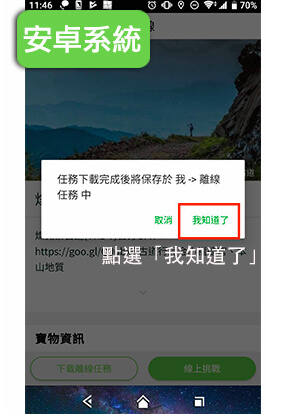 11:46
70%
安卓系統
線
任務下載完成後將保存於 我 -> 離線
任務 中
取消
我知道了
點選「我知道了」
https://goo.gl/
山地質
寶物資訊
下載離線任務
線上挑戰